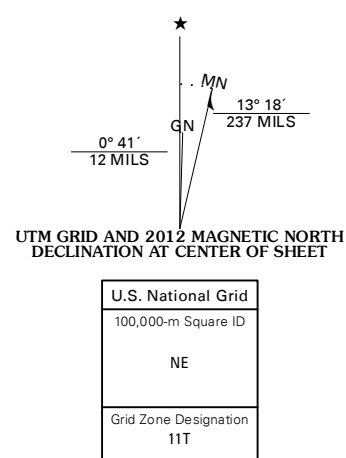 MN
13° 18´
237 MILS
GN
0° 41´
12 MILS
UTM GRID AND 2012 MAGNETIC NORTH
DECLINATION AT CENTER OF SHEET
U.S. National Grid
100,000-m Square ID
NE
Grid Zone Designation
11T